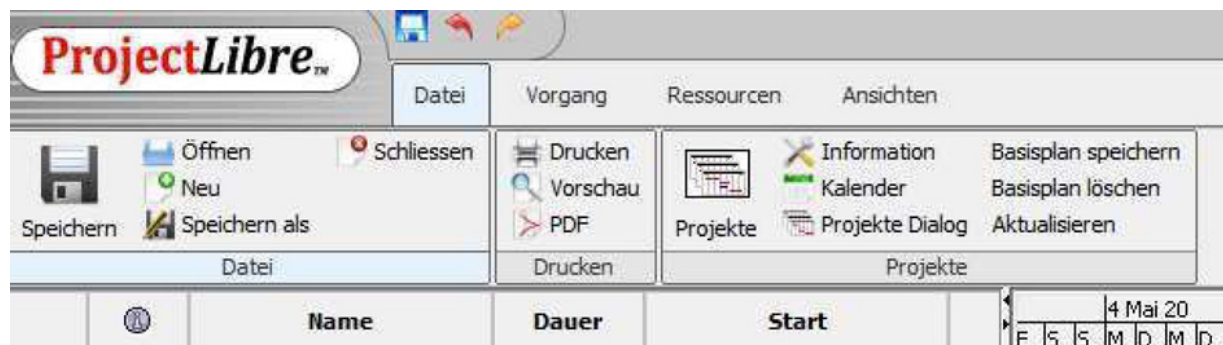 ProjectLibre™
Datei Vorgang Ressourcen Ansichten
Speichern
Öffnen
Neu
Speichern als
Schliessen
Datei
Drucken
Vorschau
PDF
Drucken
Projekte
Information
Kalender
Projekte Dialog
Basisplan speichern
Basisplan löschen
Aktualisieren
Projekte
Name Dauer Start
4 Mai 20
F S S M D M D